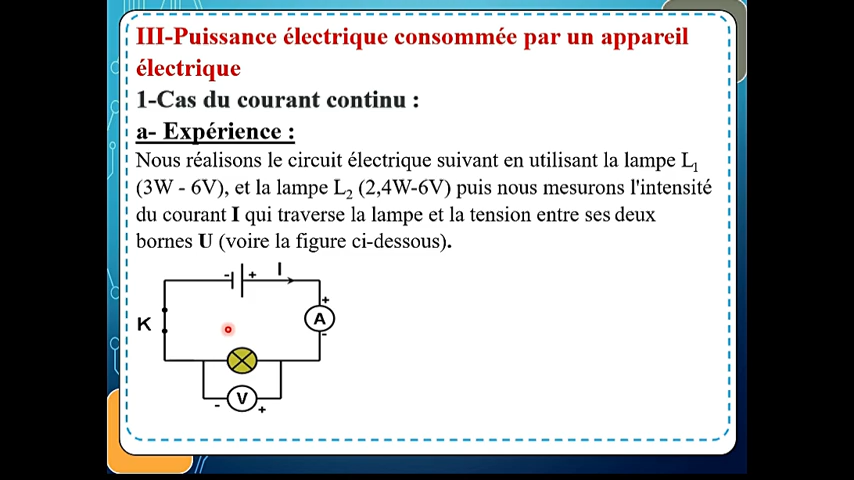 III-Puissance électrique consommée par un appareil
électrique
1-Cas du courant continu :
a- Expérience :
Nous réalisons le circuit électrique suivant en utilisant la lampe L₁
(3W - 6V), et la lampe L₂ (2,4W-6V) puis nous mesurons l'intensité
du courant I qui traverse la lampe et la tension entre ses deux
bornes U (voire la figure ci-dessous).
- + I
+
K A
-
V
- +